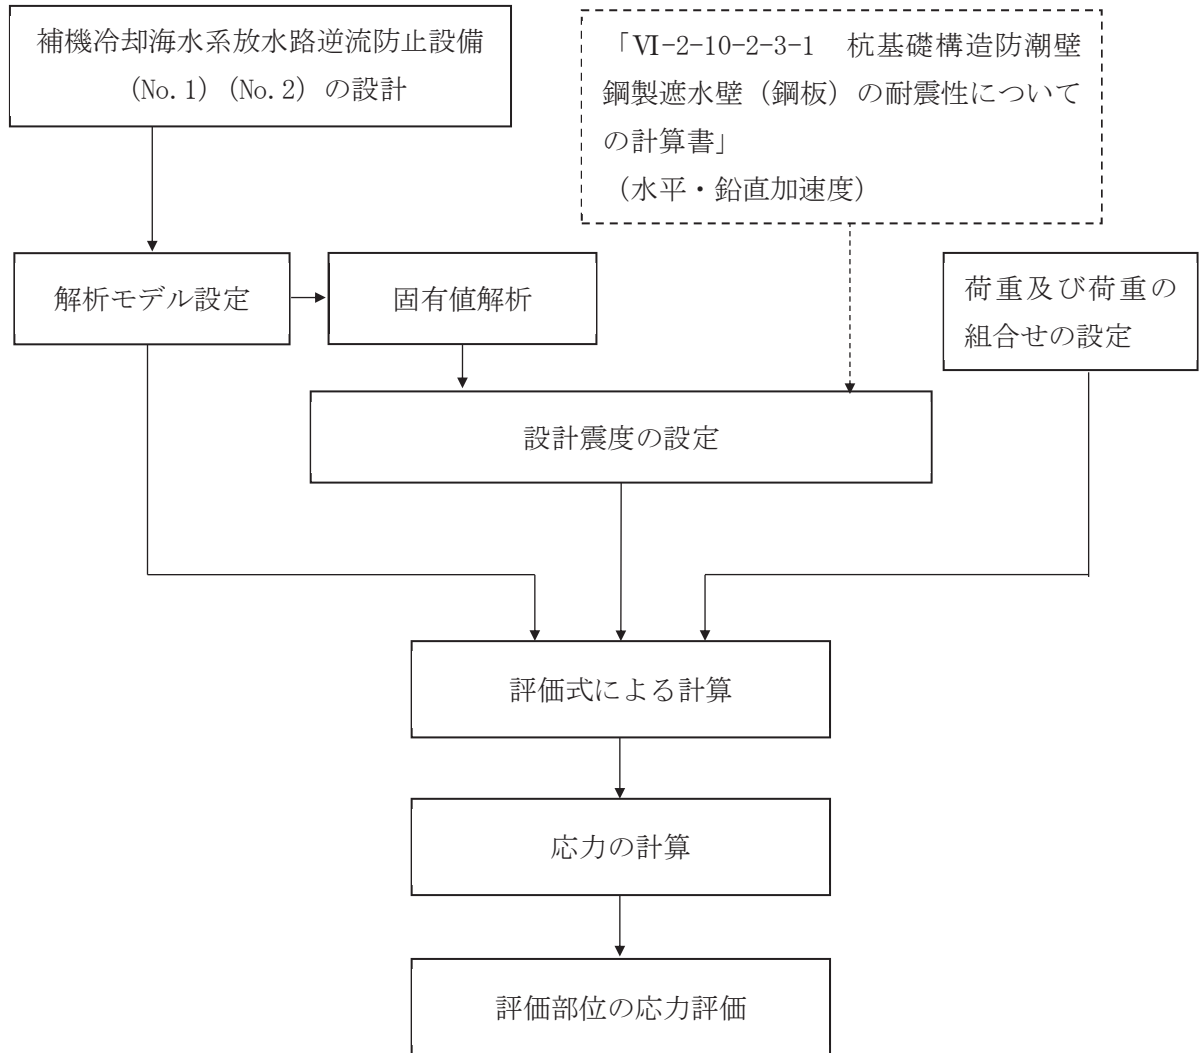 補機冷却海水系放水路逆流防止設備
(No.1)(No.2)の設計
「Ⅵ-2-10-2-3-1　杭基礎構造防潮壁
鋼製遮水壁（鋼板）の耐震性について
の計算書」
（水平・鉛直加速度）
解析モデル設定
固有値解析
荷重及び荷重の
組合せの設定
設計震度の設定
評価式による計算
応力の計算
評価部位の応力評価